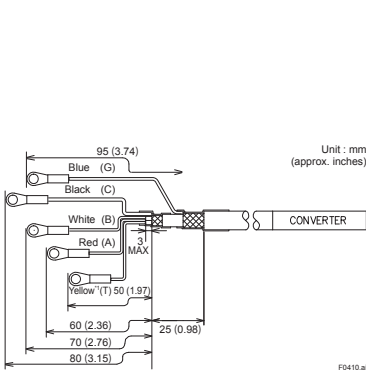 Unit : mm
(approx. inches)
95 (3.74)
Blue (G)
Black (C)
White (B)
Red (A)
3
MAX
Yellow*1(T) 50 (1.97)
CONVERTER
60 (2.36)
25 (0.98)
70 (2.76)
80 (3.15)
F0410.ai